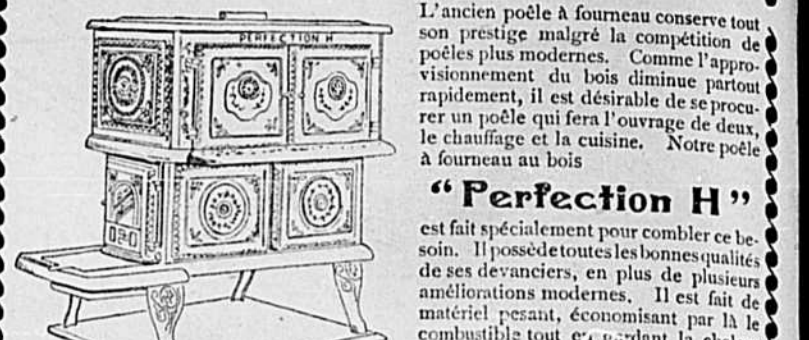 PERFECTION H
L'ancien poêle à fourneau conserve tout
son prestige malgré la compétition de
poêles plus modernes. Comme l'appro-
visionnement du bois diminue partout
rapidement, il est désirable de se procu-
rer un poêle qui fera l'ouvrage de deux,
le chauffage et la cuisine. Notre poêle
à fourneau au bois
“Perfection H”
est fait spécialement pour combler ce be-
soin. Il possède toutes les bonnes qualités
de ses devanciers, en plus de plusieurs
améliorations modernes. Il est fait de
matériel pesant, économisant par là le
combustible tout en gardant la